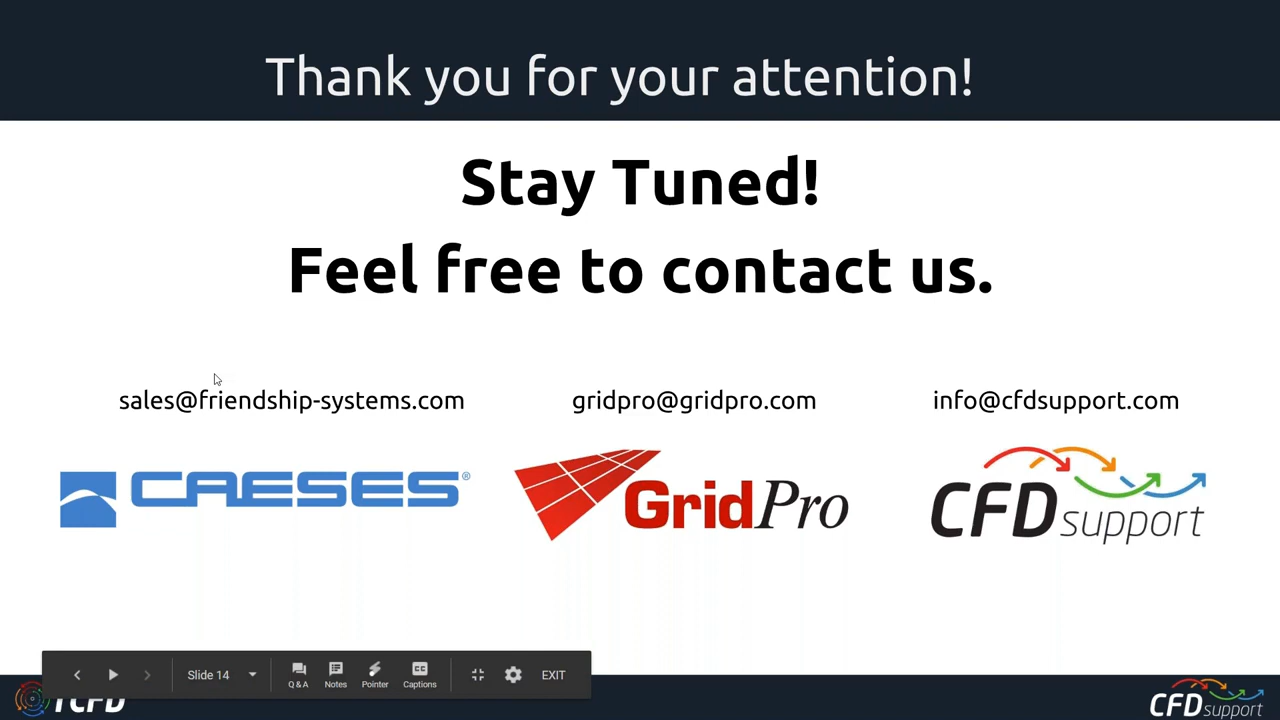 Thank you for your attention!
Stay Tuned!
Feel free to contact us.
sales@friendship-systems.com gridpro@gridpro.com info@cfdsupport.com
CAESES® GridPro CFD support
Slide 14 Q & A Notes Pointer Captions EXIT
TCFD CFD support